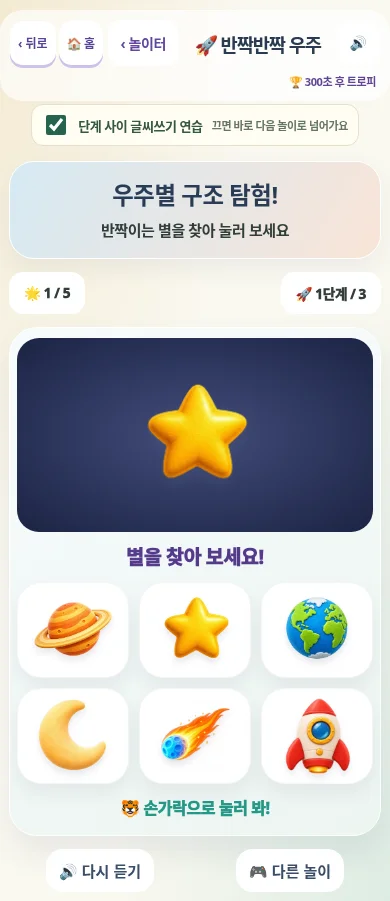 ‹ 뒤로 🏠 홈 ‹ 놀이터 🚀 반짝반짝 우주 🔊
🏆 300초 후 트로피
단계 사이 글씨쓰기 연습 끄면 바로 다음 놀이로 넘어가요
우주별 구조 탐험!
반짝이는 별을 찾아 눌러 보세요
🌟 1 / 5 🚀 1단계 / 3
별을 찾아 보세요!
🐯 손가락으로 눌러 봐!
🔊 다시 듣기 🎮 다른 놀이